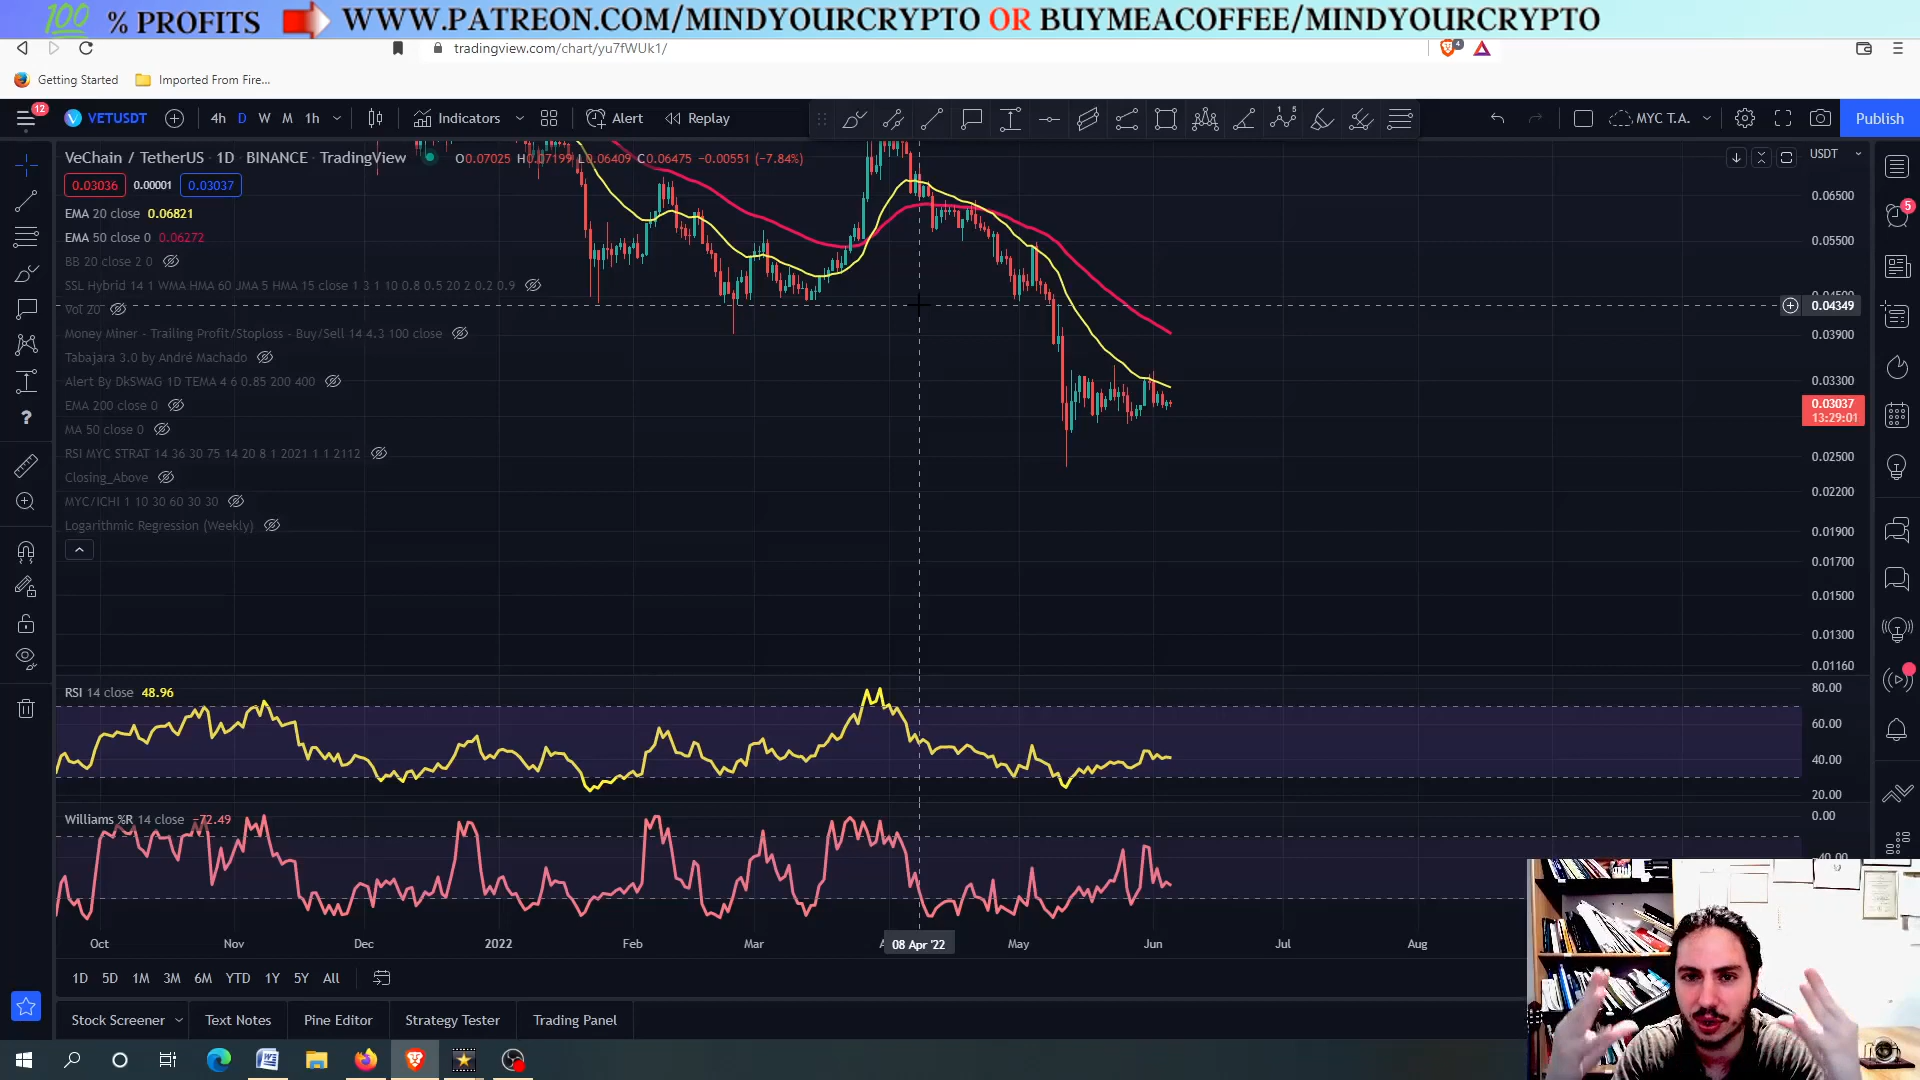 100 % PROFITS WWW.PATREON.COM/MINDYOURCRYPTO OR BUYMEACOFFEE/MINDYOURCRYPTO
tradingview.com/chart/yu7fWUk1/
4
Getting Started Imported From Fire...
12 VETUSDT 4h D W M 1h Indicators Alert Replay MYC T.A. Publish
VeChain / TetherUS · 1D · BINANCE · TradingView O0.07025 H0.07199 L0.06409 C0.06475 −0.00551 (−7.84%) USDT
0.03036 0.00001 0.03037
EMA 20 close 0.06821
EMA 50 close 0 0.06272
BB 20 close 2 0
SSL Hybrid 14 1 WMA HMA 60 JMA 5 HMA 15 close 1 3 1 10 0.8 0.5 20 2 0.2 0.9
Vol 20
Money Miner - Trailing Profit/Stoploss - Buy/Sell 14 4.3 100 close
Tabajara 3.0 by André Machado
Alert By DkSWAG 1D TEMA 4 6 0.85 200 400
EMA 200 close 0
MA 50 close 0
RSI MYC STRAT 14 36 30 75 14 20 8 1 2021 1 1 2112
Closing_Above
MYC/ICHI 1 10 30 60 30 30
Logarithmic Regression (Weekly)
0.06500
0.05500
0.04349
0.03900
0.03300
0.03037
13:29:01
0.02500
0.02200
0.01900
0.01700
0.01500
0.01300
0.01160
5
RSI 14 close 48.96
80.00
60.00
40.00
20.00
Williams %R 14 close −72.49
0.00
Oct Nov Dec 2022 Feb Mar 08 Apr '22 May Jun Jul Aug
1D 5D 1M 3M 6M YTD 1Y 5Y All
Stock Screener Text Notes Pine Editor Strategy Tester Trading Panel